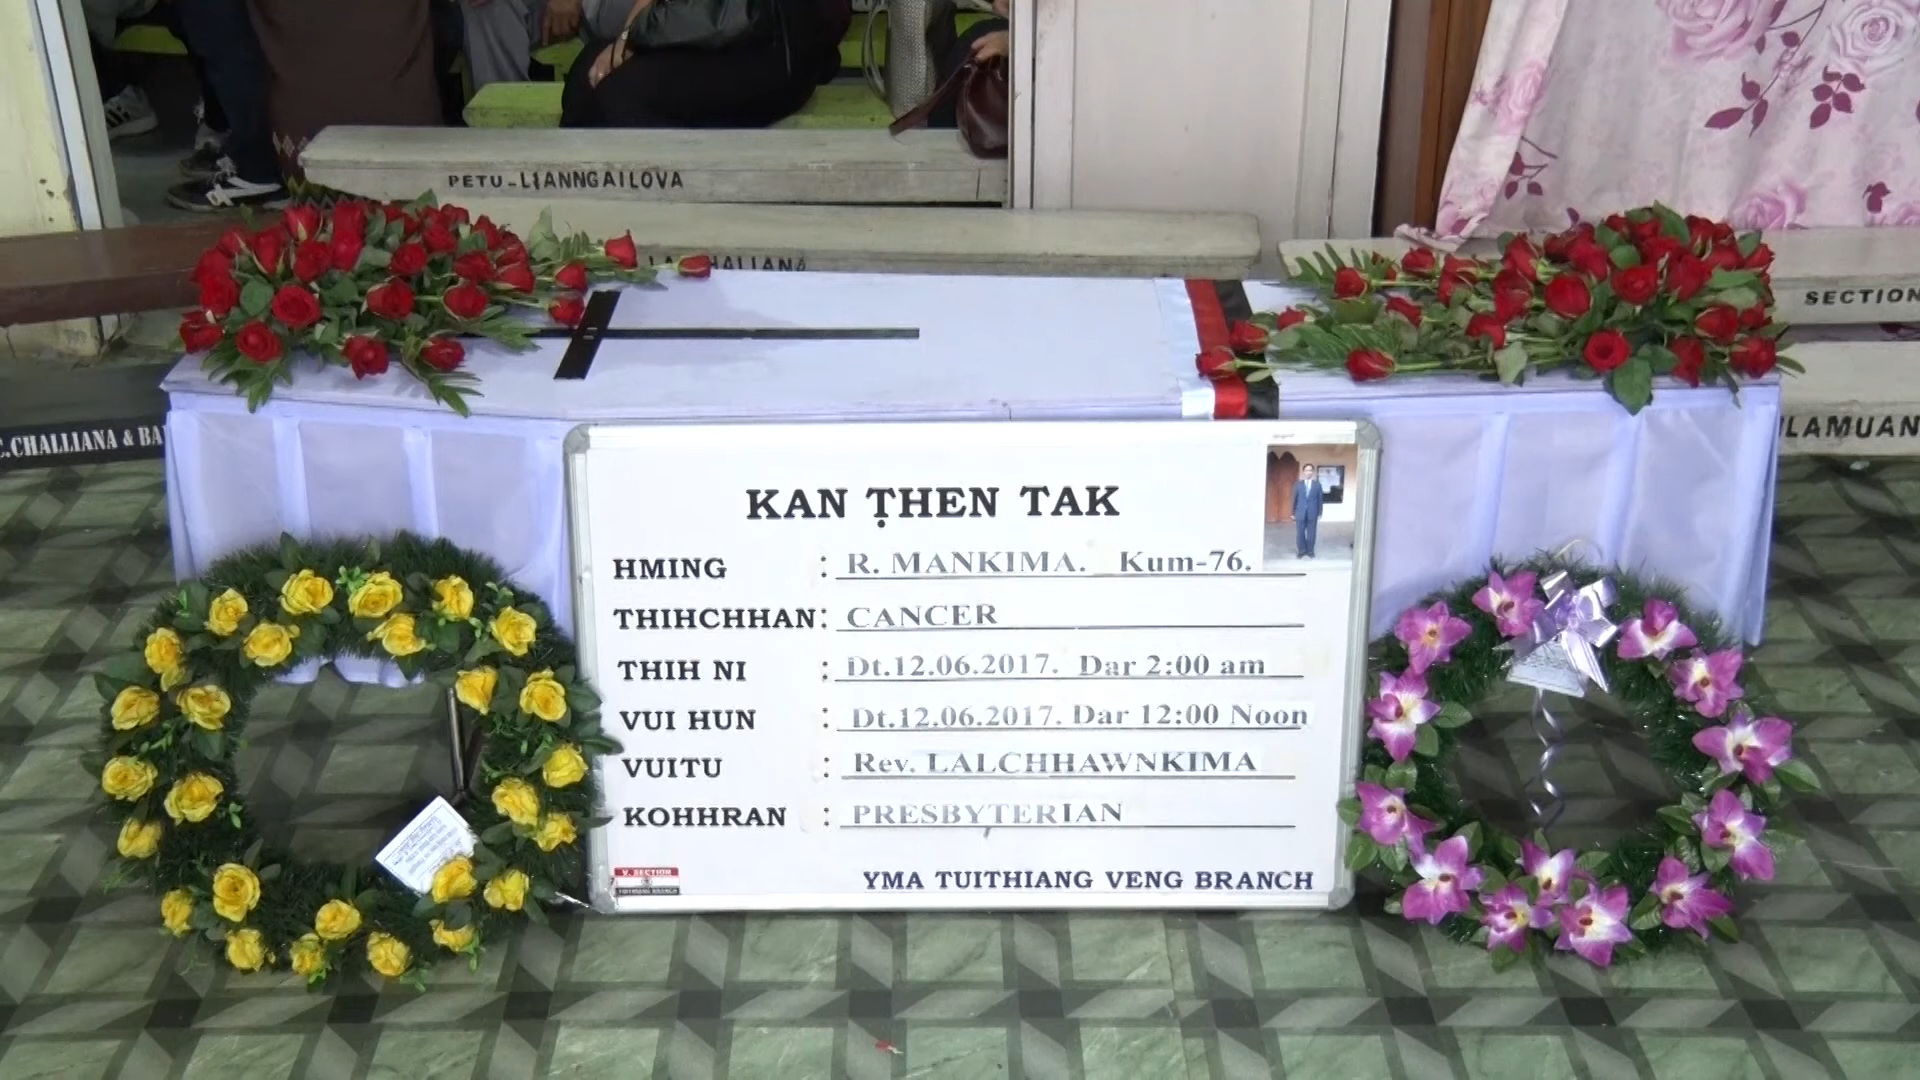 PETU-LIANNGAILOVA
SECTION
C.CHALLIANA & BA
LAMUAN
KAN ṬHEN TAK
HMING : R. MANKIMA. Kum-76.
THIHCHHAN: CANCER
THIH NI : Dt.12.06.2017. Dar 2:00 am
VUI HUN : Dt.12.06.2017. Dar 12:00 Noon
VUITU : Rev. LALCHHAWNKIMA
KOHHRAN : PRESBYTERIAN
V. SECTION
YMA TUITHIANG VENG BRANCH